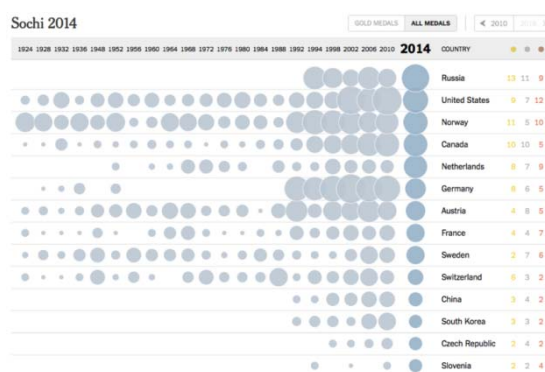 Sochi 2014
GOLD MEDALS ALL MEDALS < 2010
1924 1928 1932 1936 1948 1952 1956 1960 1964 1968 1972 1976 1980 1984 1988 1992 1994 1998 2002 2006 2010 2014 COUNTRY
Russia 13 11 9
United States 9 7 12
Norway 11 5 10
Canada 10 10 5
Netherlands 8 7 9
Germany 8 6 5
Austria 4 8 5
France 4 4 7
Sweden 2 7 6
Switzerland 6 3 2
China 3 4 2
South Korea 3 3 2
Czech Republic 2 4 2
Slovenia 2 2 4